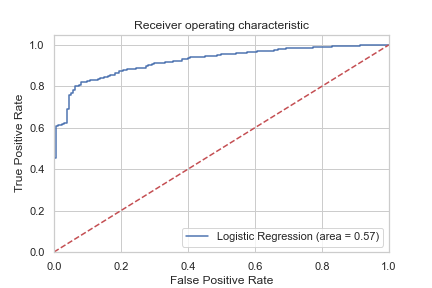 Receiver operating characteristic
1.0
0.8
0.6
0.4
0.2
0.0
True Positive Rate
Logistic Regression (area = 0.57)
0.0 0.2 0.4 0.6 0.8 1.0
False Positive Rate